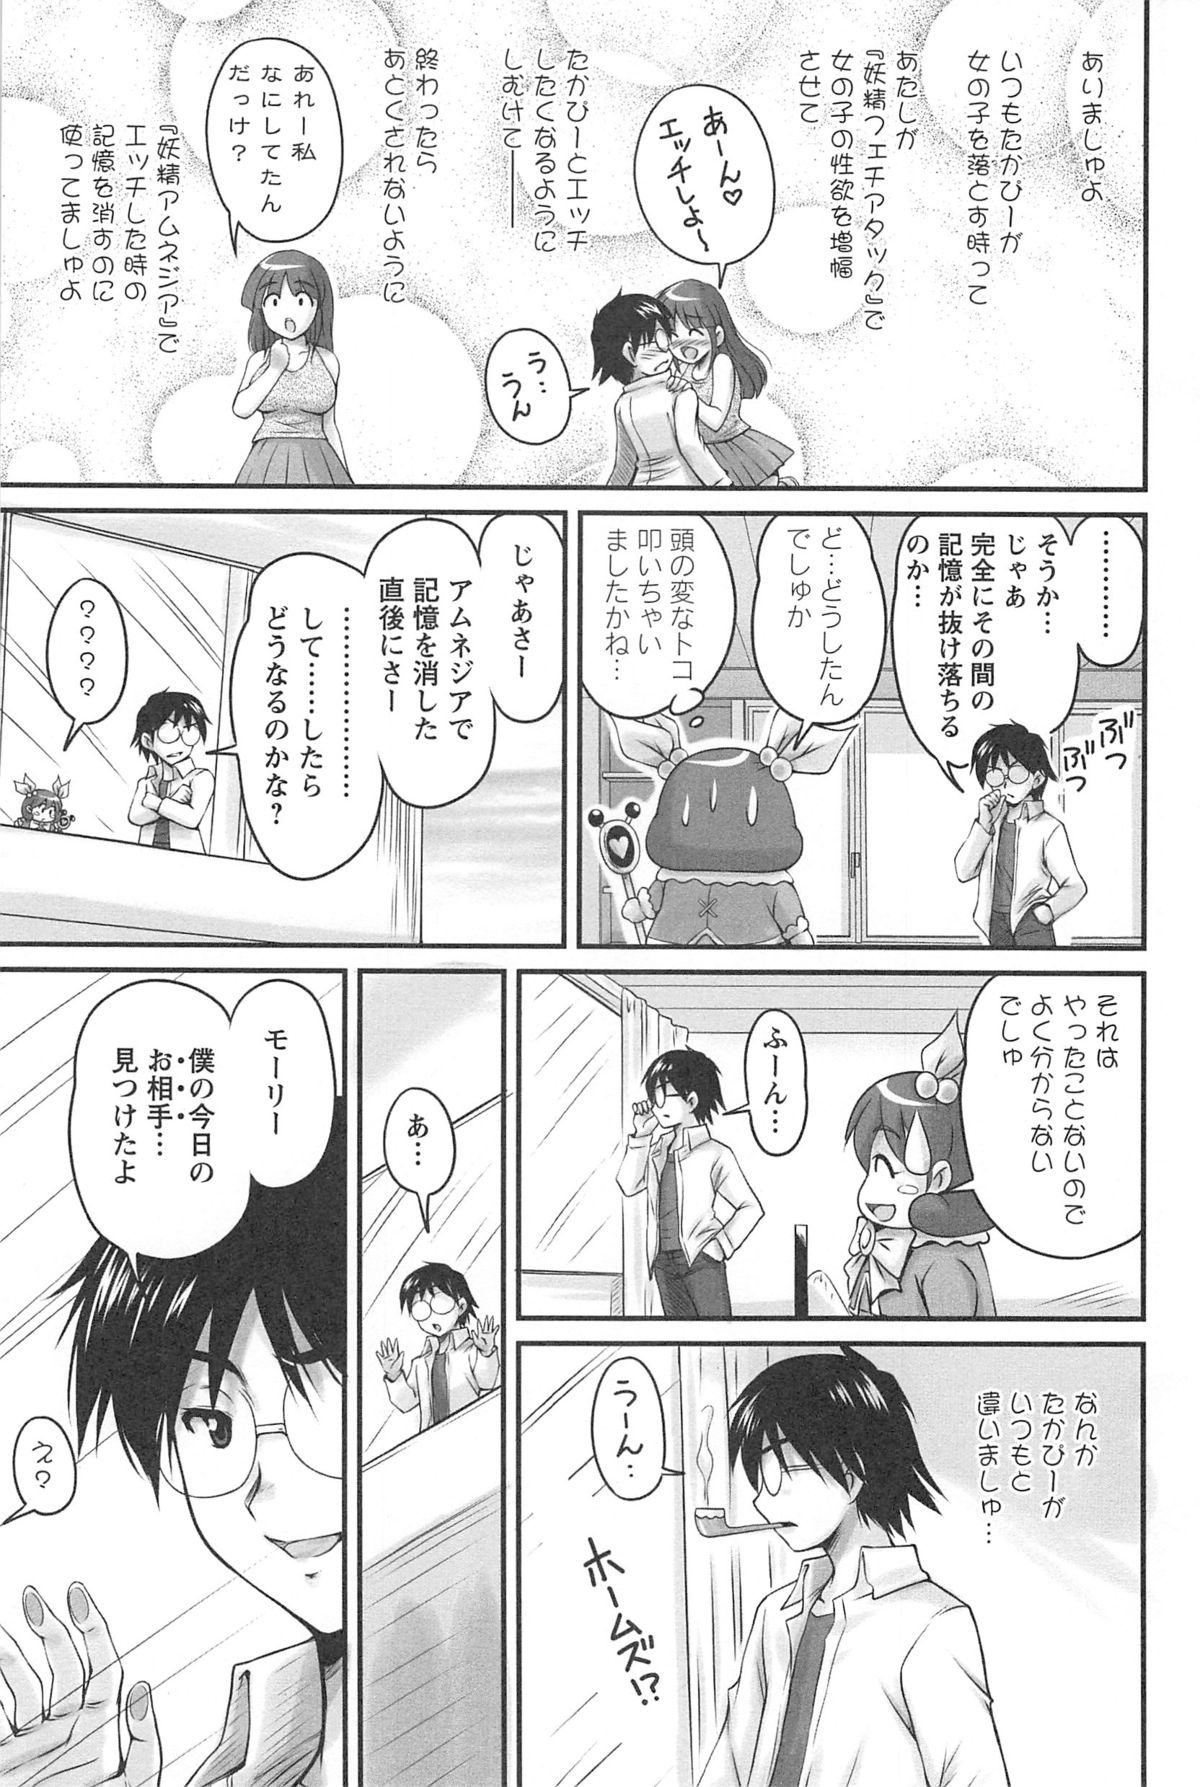 ありましゅよ
いつもたかぴーが
女の子を落とす時って
あたしが
『妖精っフェチアタック』で
女の子の性欲を増幅
させて
あーん♡
エッチしよ〜
う…
うん
たかぴーとエッチ
したくなるように
しむけて――
終わったら
あとくされないように
あれー私
なにしてたん
だっけ?
『妖精アムネジア』で
エッチした時の
記憶を消すのに
使ってましゅよ
………
そうか…
じゃあ
完全にその間の
記憶が抜け落ちる
のか…
ぶつ
ぶつ
ど…どうしたん
でしゅか
頭の変なトコ
叩いちゃい
ましたかね…
じゃあさー
アムネジアで
記憶を消した
直後にさー
………………
して……したら
どうなるのかな?
????
それは
やったことないので
よく分からない
でしゅ
ふーん…
なんか
たかぴーが
いつもと
違いましゅ…
うーん…
ホームズ!?
あ…
モーリー
僕の今日の
お相手…
見つけたよ
え?